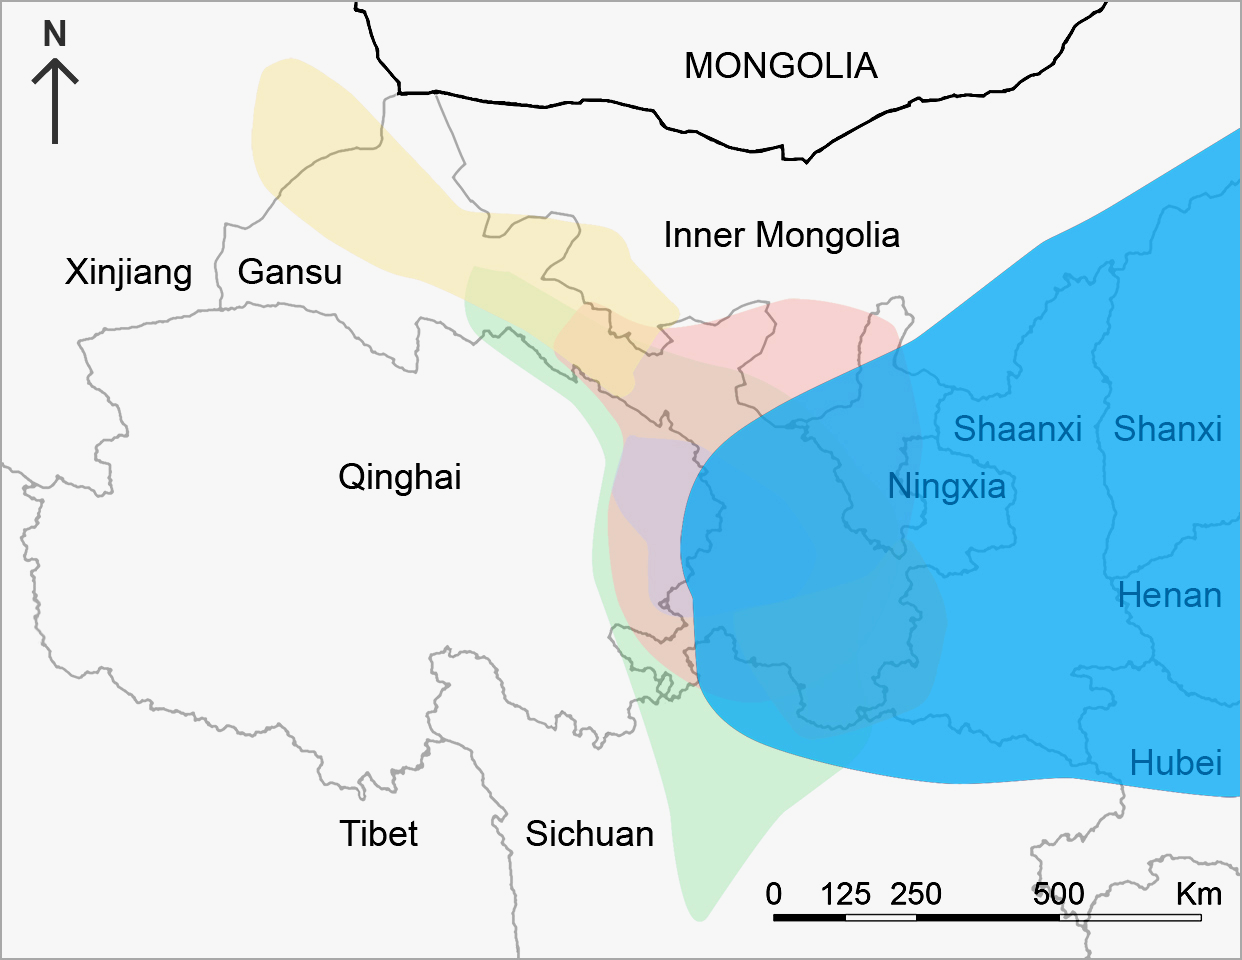 N
MONGOLIA
Inner Mongolia
Xinjiang
Gansu
Shaanxi
Shanxi
Qinghai
Ningxia
Henan
Hubei
Tibet
Sichuan
0 125 250 500 Km